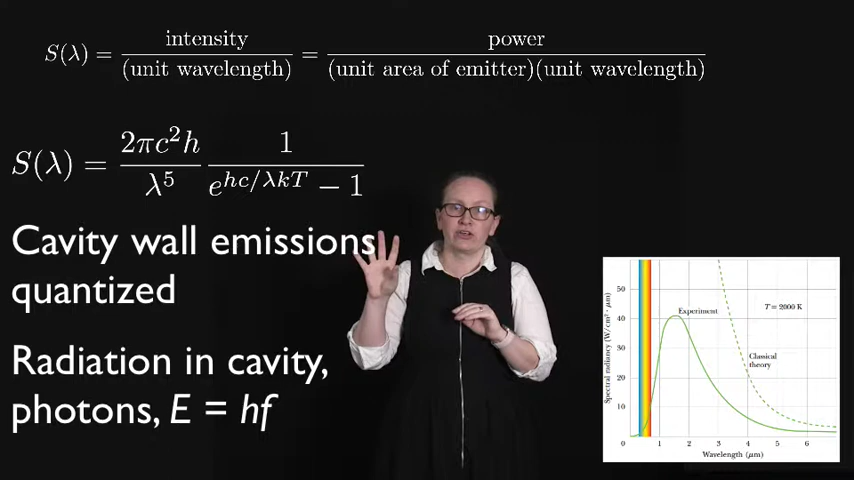 S(λ) = intensity / (unit wavelength) = power / (unit area of emitter)(unit wavelength)
S(λ) = 2πc²h / λ⁵ 1 / e^{hc/λkT} − 1
Cavity wall emissions
quantized
Radiation in cavity,
photons, E = hf
50
40
30
20
10
0 1 2 3 4 5 6
T = 2000 K
Experiment
Classical
theory
Spectral radiancy (W/cm² · μm)
Wavelength (μm)